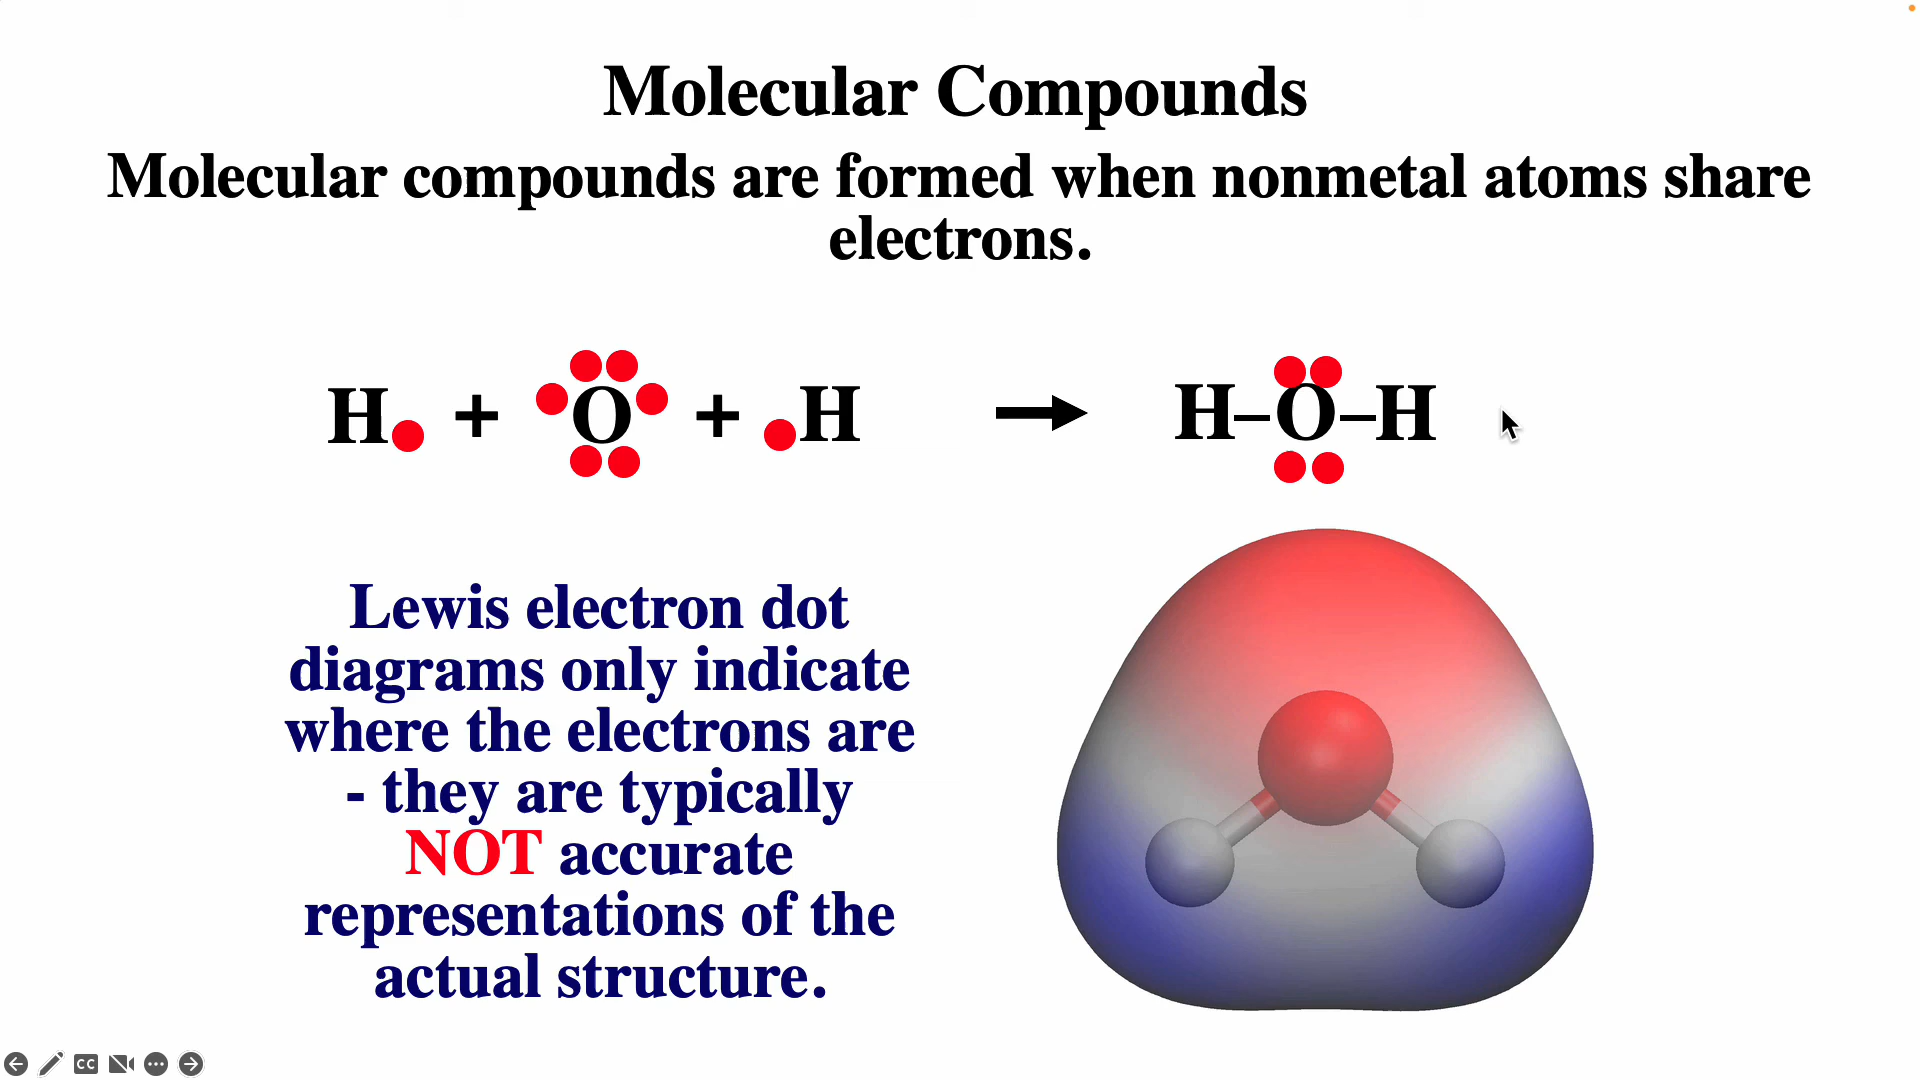 Molecular Compounds
Molecular compounds are formed when nonmetal atoms share
electrons.
H + O + H → H–O–H
Lewis electron dot
diagrams only indicate
where the electrons are
- they are typically
NOT accurate
representations of the
actual structure.
CC